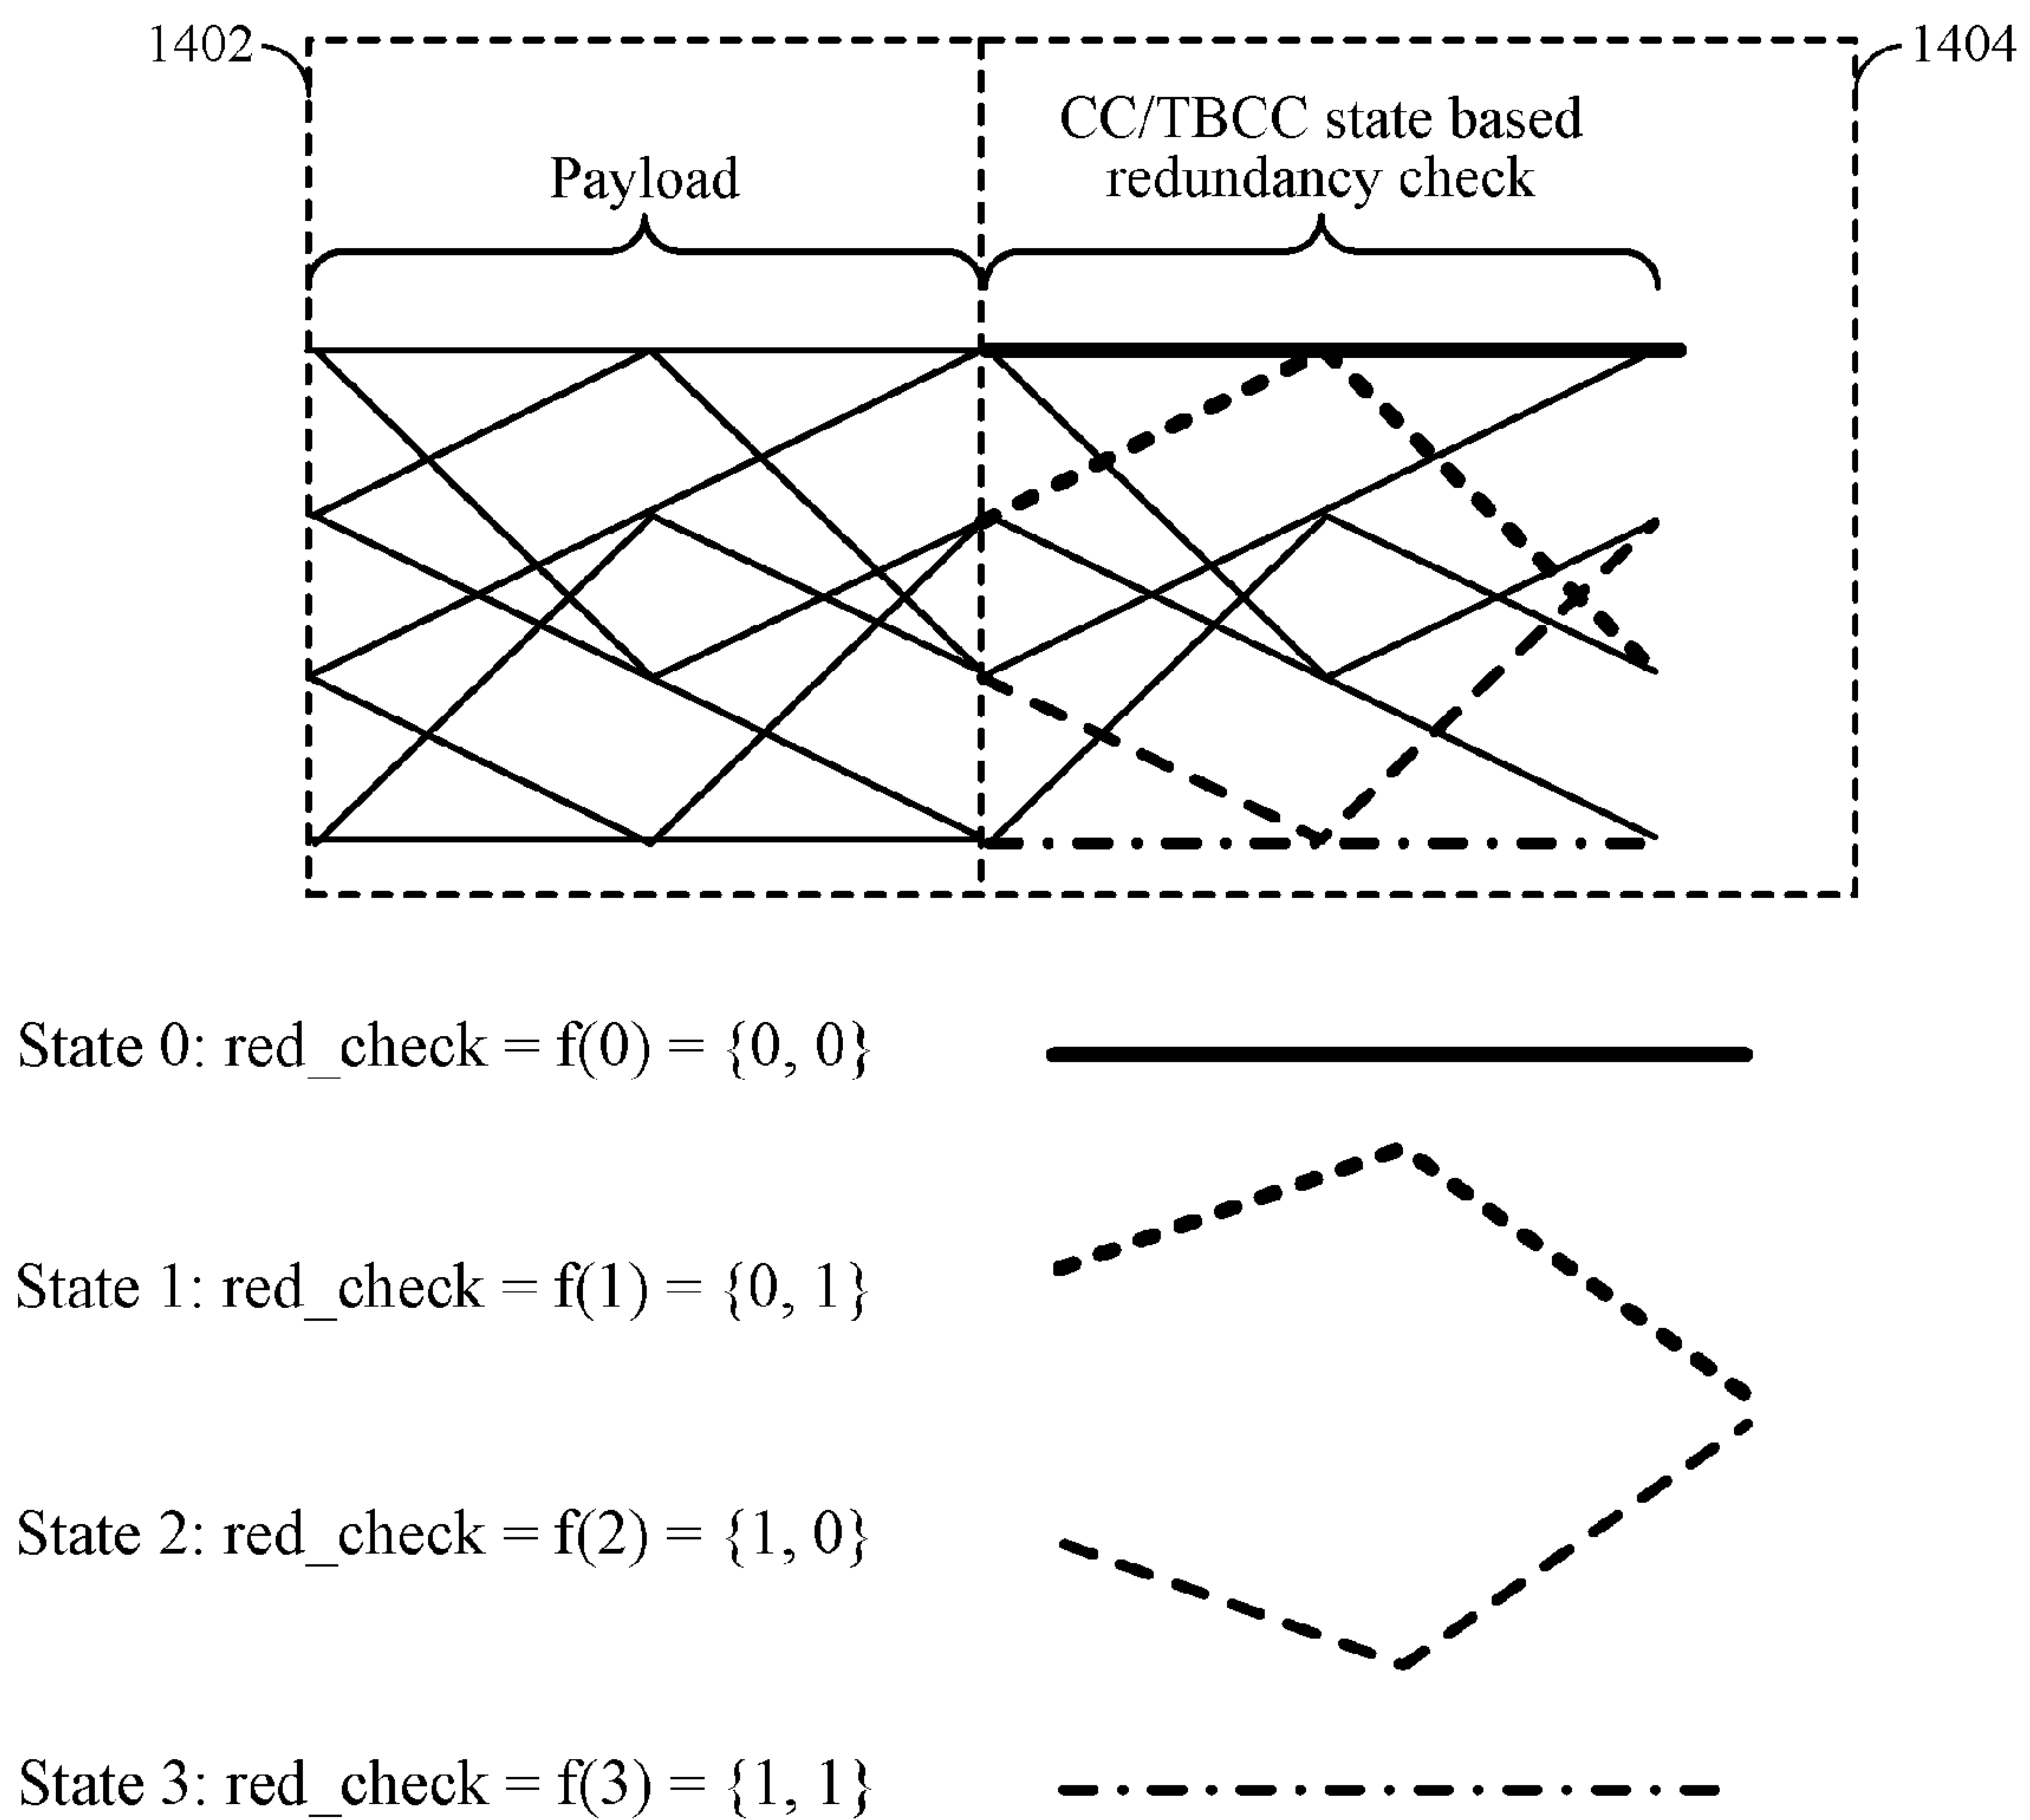 1402
1404
CC/TBCC state based
redundancy check
Payload
State 0: red_check = f(0) = {0, 0}
State 1: red_check = f(1) = {0, 1}
State 2: red_check = f(2) = {1, 0}
State 3: red_check = f(3) = {1, 1}